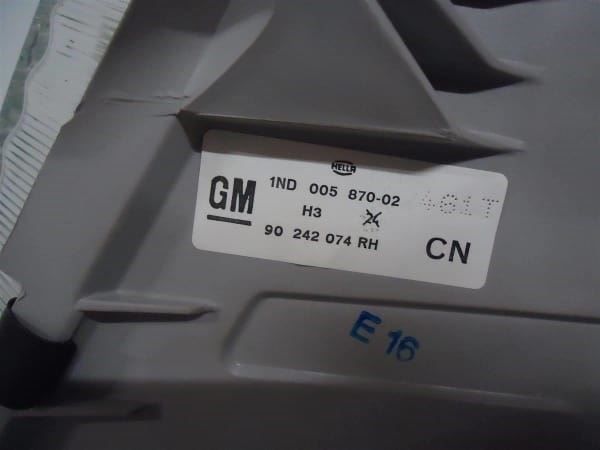 HELLA
GM
1ND 005 870-02
H3
90 242 074 RH
CN
E 16